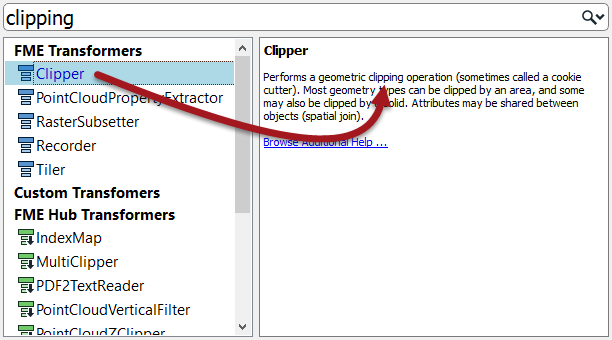 clipping
FME Transformers
Clipper
PointCloudPropertyExtractor
RasterSubsetter
Recorder
Tiler
Custom Transfomers
FME Hub Transformers
IndexMap
MultiClipper
PDF2TextReader
PointCloudVerticalFilter
PointCloudZClipper
Clipper
Performs a geometric clipping operation (sometimes called a cookie
cutter). Most geometry types can be clipped by an area, and some
may also be clipped by a solid. Attributes may be shared between
objects (spatial join).
Browse Additional Help ...